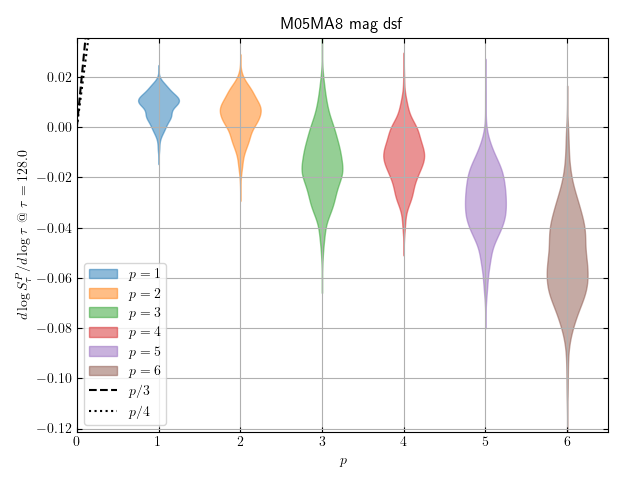 M05MA8 mag dsf
d log S_τ^P / d log τ @ τ = 128.0
0.02
0.00
−0.02
−0.04
−0.06
−0.08
−0.10
−0.12
p = 1
p = 2
p = 3
p = 4
p = 5
p = 6
p/3
p/4
0 1 2 3 4 5 6
p